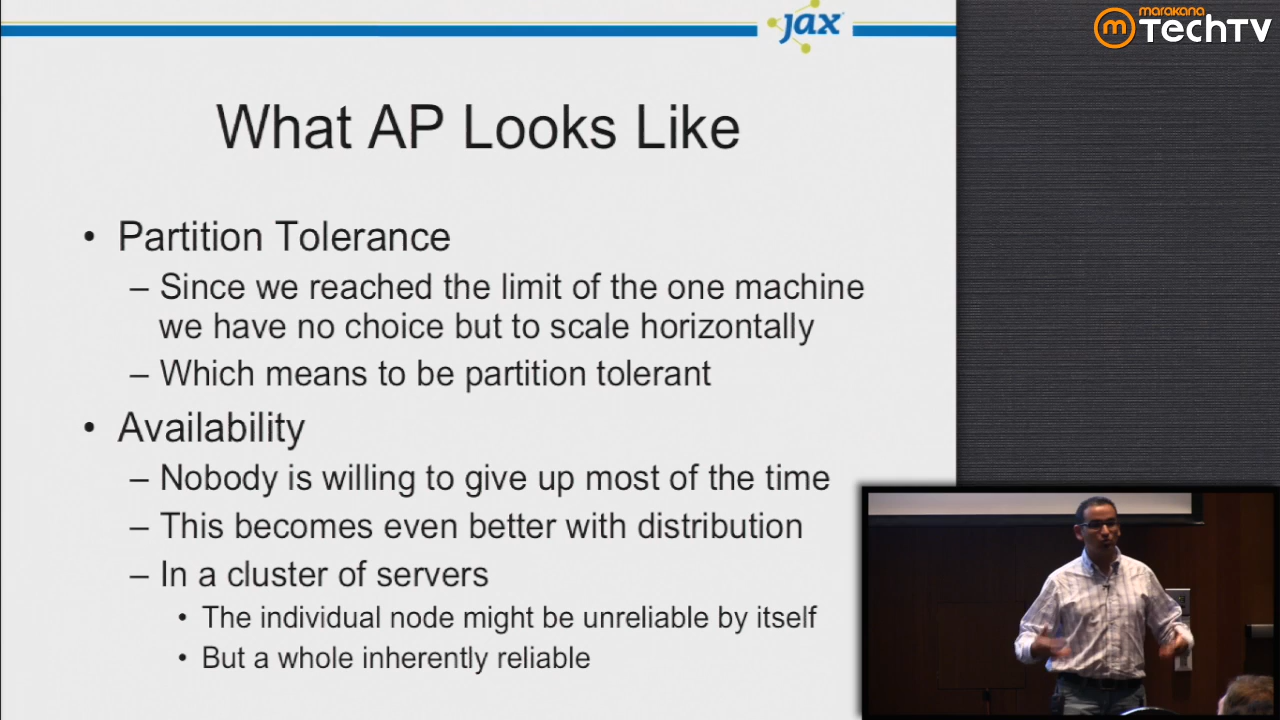 jax
marakana
m TechTV
What AP Looks Like
• Partition Tolerance
– Since we reached the limit of the one machine
we have no choice but to scale horizontally
– Which means to be partition tolerant
• Availability
– Nobody is willing to give up most of the time
– This becomes even better with distribution
– In a cluster of servers
• The individual node might be unreliable by itself
• But a whole inherently reliable